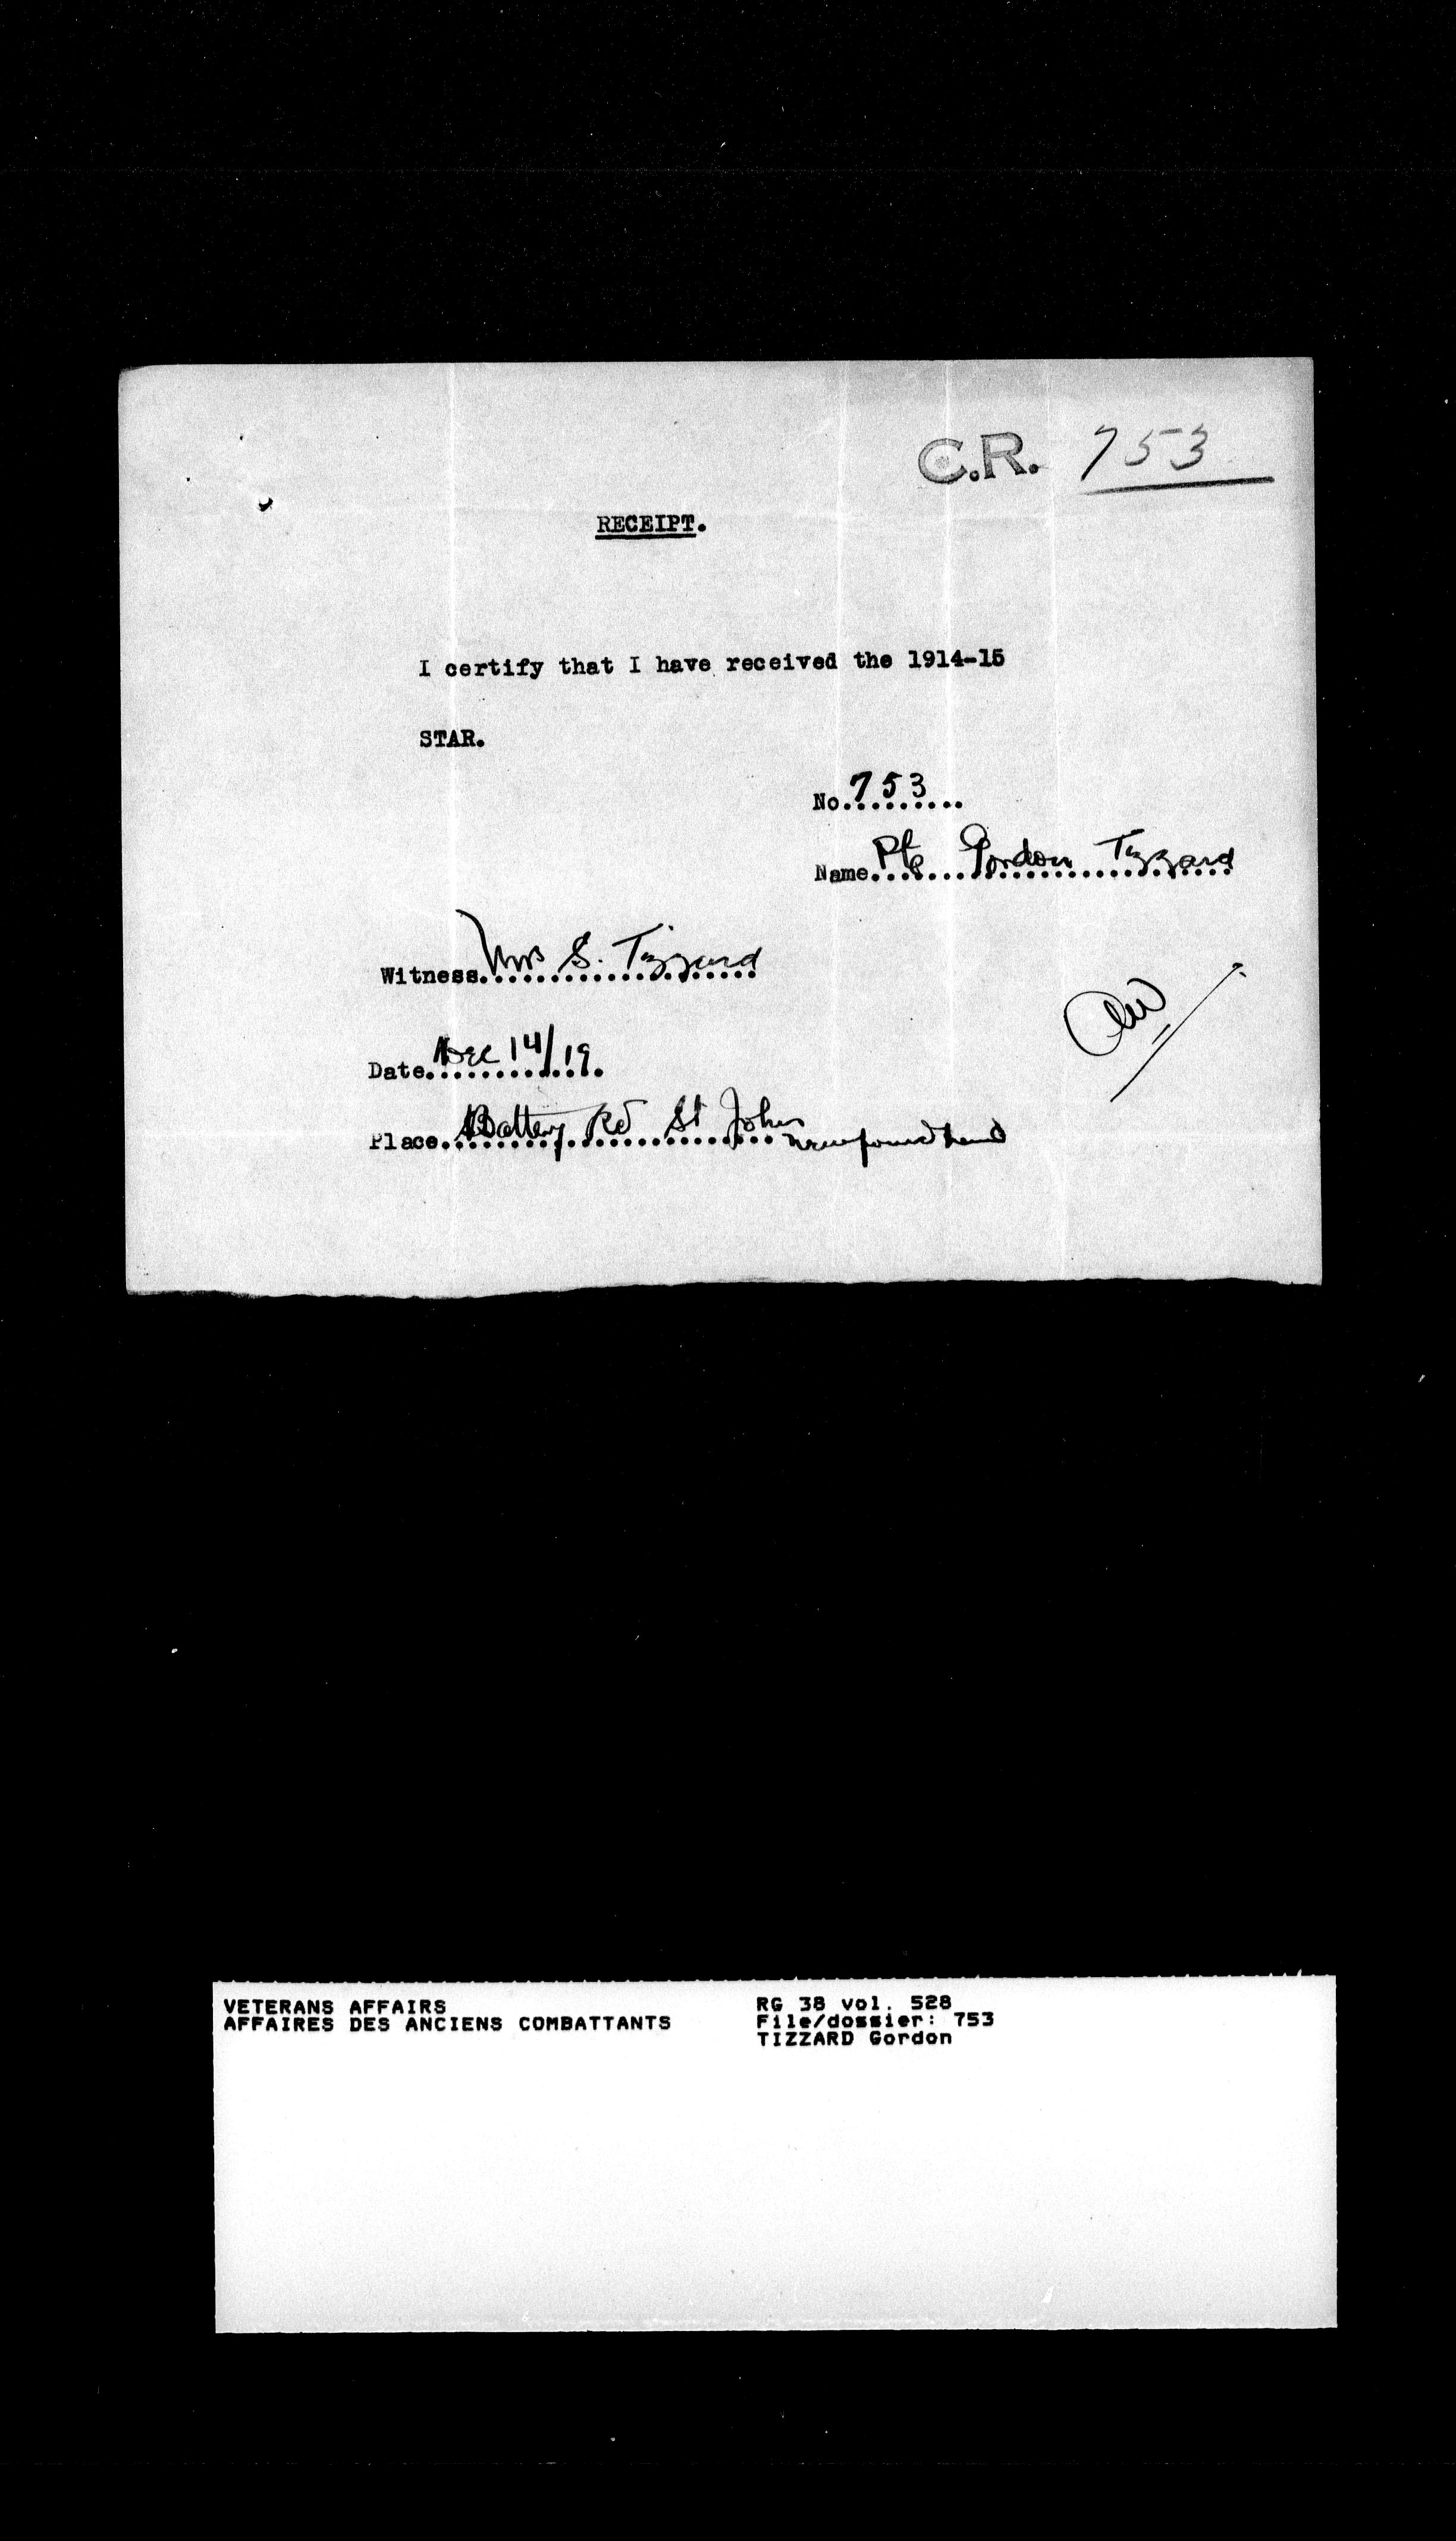 C.R. 753
RECEIPT.
I certify that I have received the 1914-15
STAR.
No. 753
Name. Pte Gordon Tizzard
Witness. Mrs S. Tizzard
Date. Dec 14/19.
Place. Battery Rd St Johns Newfoundland
VETERANS AFFAIRS
AFFAIRES DES ANCIENS COMBATTANTS
RG 38 vol. 528
File/dossier: 753
TIZZARD Gordon